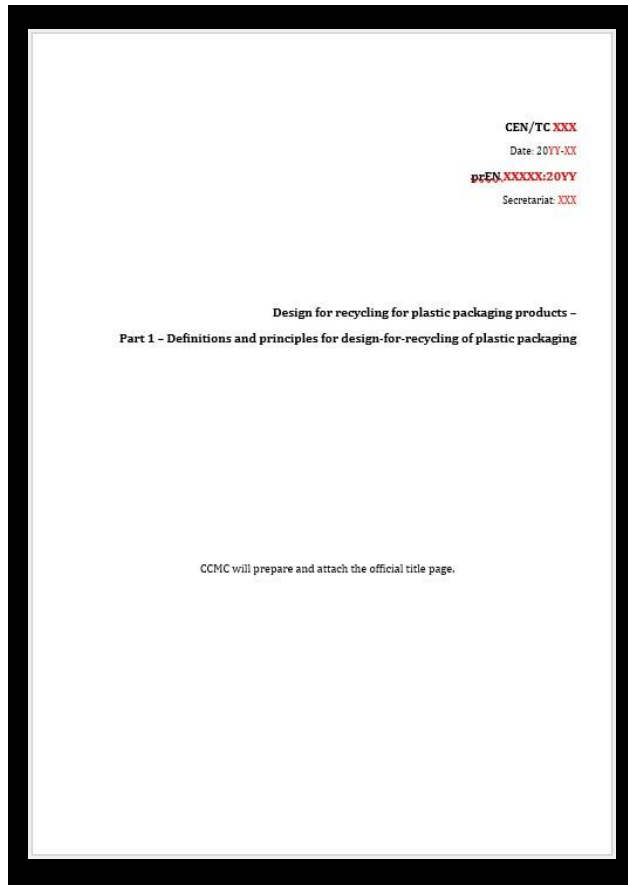 CEN/TC XXX
Date: 20YY-XX
prEN XXXXX:20YY
Secretariat: XXX
Design for recycling for plastic packaging products –
Part 1 – Definitions and principles for design-for-recycling of plastic packaging
CCMC will prepare and attach the official title page.